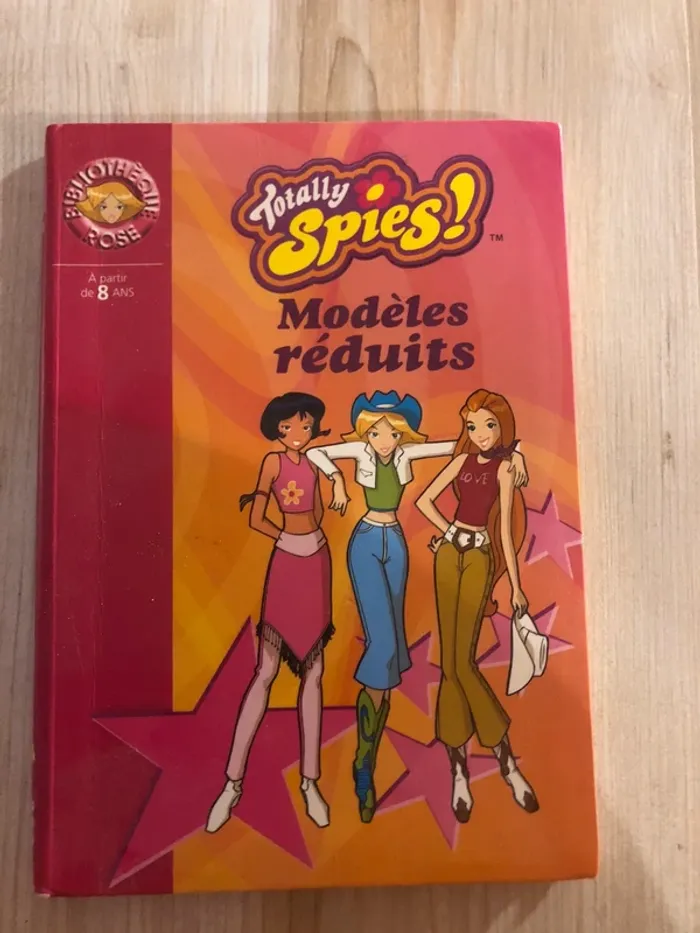 BIBLIOTHÈQUE
ROSE
À partir
de 8 ANS
Totally
Spies!
™
Modèles
réduits
LOVE